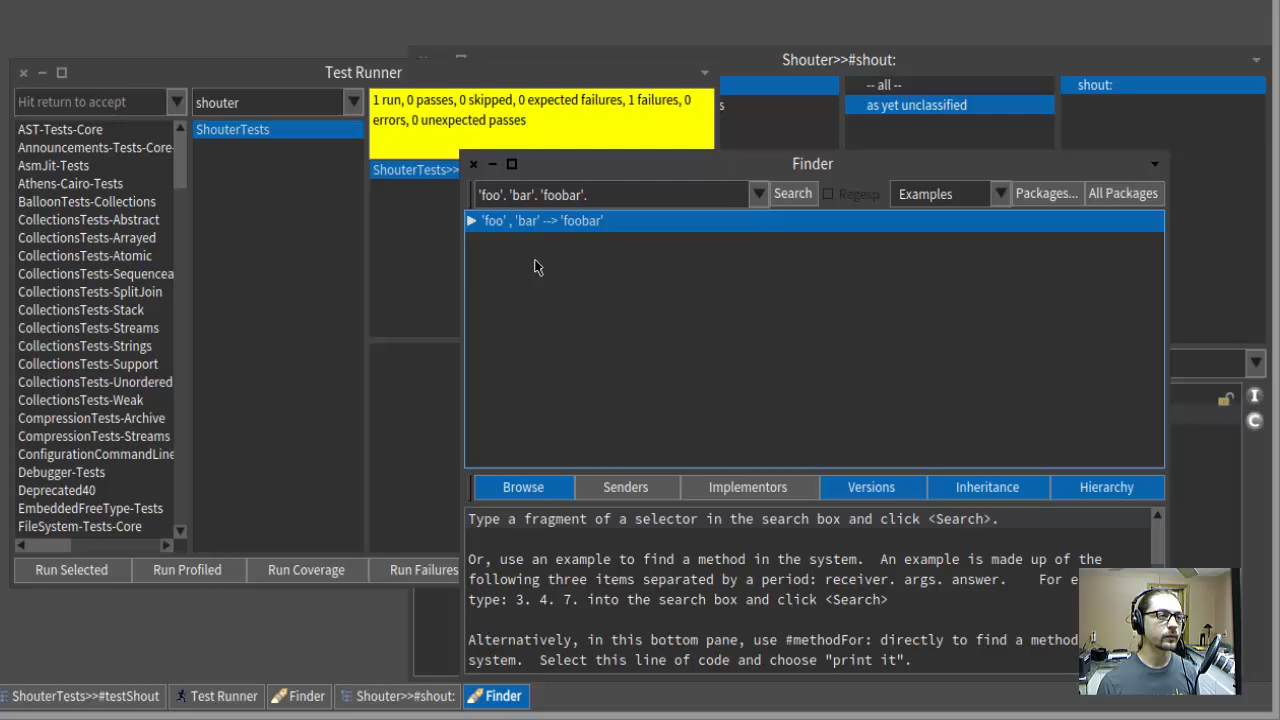 Shouter>>#shout:
-- all --
shout:
as yet unclassified
Test Runner
Hit return to accept
shouter
1 run, 0 passes, 0 skipped, 0 expected failures, 1 failures, 0
errors, 0 unexpected passes
AST-Tests-Core
Announcements-Tests-Core-
AsmJit-Tests
Athens-Cairo-Tests
BalloonTests-Collections
CollectionsTests-Abstract
CollectionsTests-Arrayed
CollectionsTests-Atomic
CollectionsTests-Sequencea
CollectionsTests-SplitJoin
CollectionsTests-Stack
CollectionsTests-Streams
CollectionsTests-Strings
CollectionsTests-Support
CollectionsTests-Unordered
CollectionsTests-Weak
CompressionTests-Archive
CompressionTests-Streams
ConfigurationCommandLine
Debugger-Tests
Deprecated40
EmbeddedFreeType-Tests
FileSystem-Tests-Core
ShouterTests
ShouterTests>>
Run Selected
Run Profiled
Run Coverage
Run Failures
Finder
'foo'. 'bar'. 'foobar'.
Search
Regexp
Examples
Packages...
All Packages
'foo' , 'bar' --> 'foobar'
Browse
Senders
Implementors
Versions
Inheritance
Hierarchy
Type a fragment of a selector in the search box and click <Search>.
Or, use an example to find a method in the system. An example is made up of the
following three items separated by a period: receiver. args. answer. For e
type: 3. 4. 7. into the search box and click <Search>
Alternatively, in this bottom pane, use #methodFor: directly to find a method
system. Select this line of code and choose "print it".
I
C
ShouterTests>>#testShout
Test Runner
Finder
Shouter>>#shout:
Finder